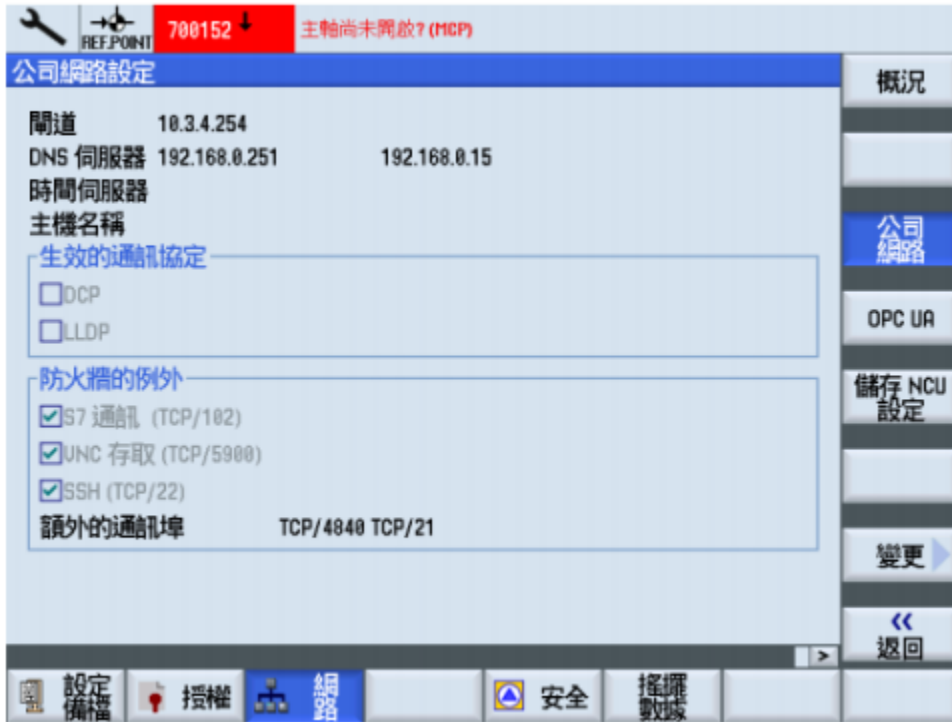 REF.POINT
700152
主軸尚未開啟? (MCP)
公司網路設定
概況
閘道 10.3.4.254
DNS 伺服器 192.168.0.251 192.168.0.15
時間伺服器
主機名稱
公司
網路
生效的通訊協定
DCP
LLDP
OPC UA
防火牆的例外
儲存 NCU
設定
S7 通訊 (TCP/102)
VNC 存取 (TCP/5900)
SSH (TCP/22)
額外的通訊埠 TCP/4840 TCP/21
變更
返回
設定
備檔
授權
網
路
安全
搖擺
數據